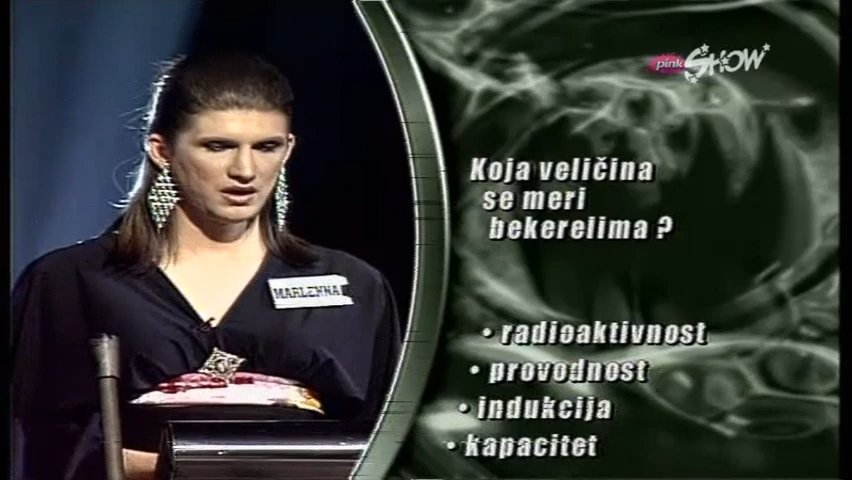 pink SHOW
Koja veličina
se meri
bekerelima ?
MARLENNA
• radioaktivnost
• provodnost
• indukcija
• kapacitet